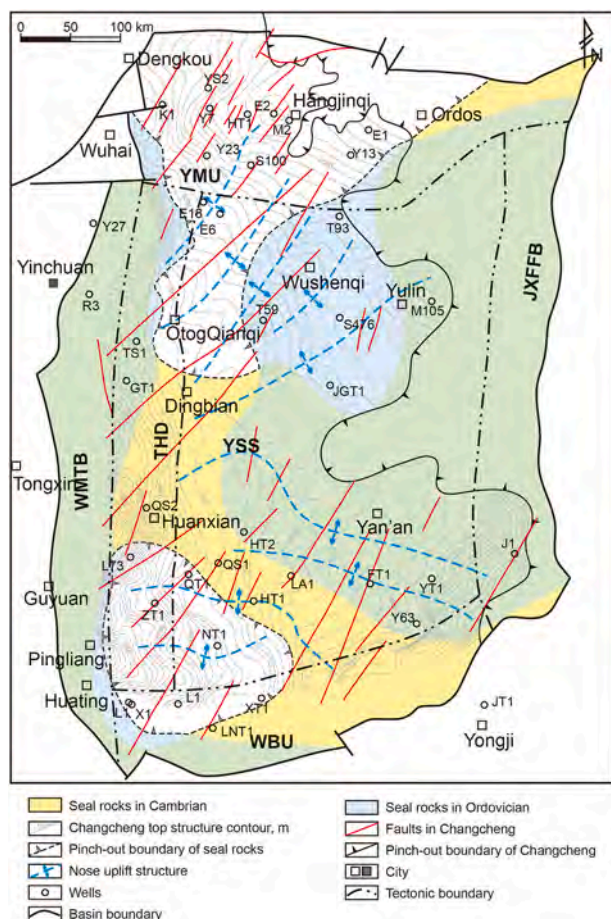 0 50 100 km
N
Dengkou
YS2
K1
Y7
HT1
E2
M2
Hangjinqi
Ordos
E1
Wuhai
Y23
S100
Y13
YMU
E16
E6
T93
Y27
Yinchuan
Wushenqi
JXFFB
R3
Yulin
M105
T59
S476
OtogQianqi
TS1
GT1
JGT1
Dingbian
THD
YSS
WMTB
Tongxin
QS2
Huanxian
Yan'an
HT2
J1
LT3
QS1
Guyuan
QT1
LA1
FT1
YT1
ZT1
HT1
Y63
NT1
Pingliang
Huating
L1
X1
L1
XT1
JT1
LNT1
WBU
Yongji
Seal rocks in Cambrian
Seal rocks in Ordovician
Changcheng top structure contour, m
Faults in Changcheng
Pinch-out boundary of seal rocks
Pinch-out boundary of Changcheng
Nose uplift structure
City
Wells
Tectonic boundary
Basin boundary